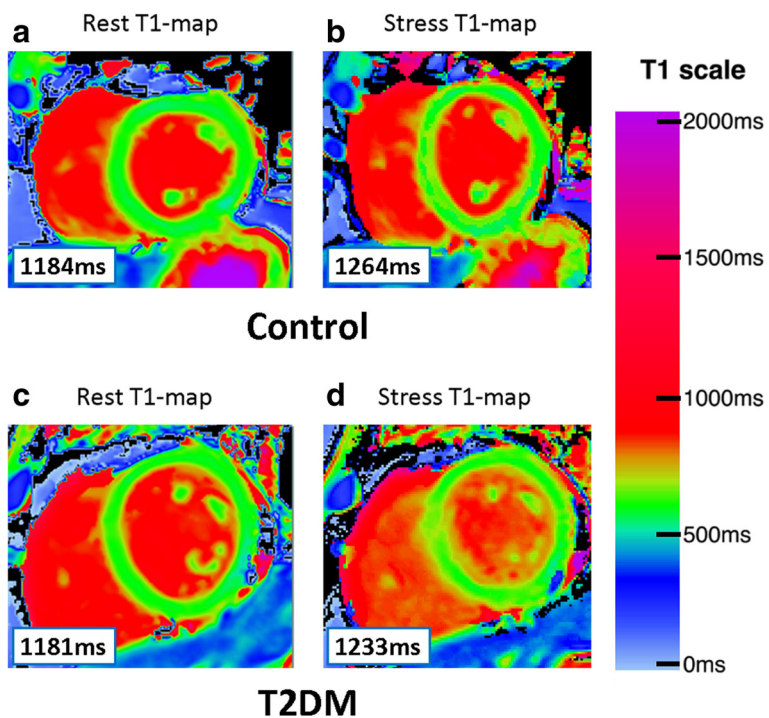 a Rest T1-map
b Stress T1-map
T1 scale
2000ms
1500ms
1000ms
500ms
0ms
1184ms
1264ms
Control
c Rest T1-map
d Stress T1-map
1181ms
1233ms
T2DM